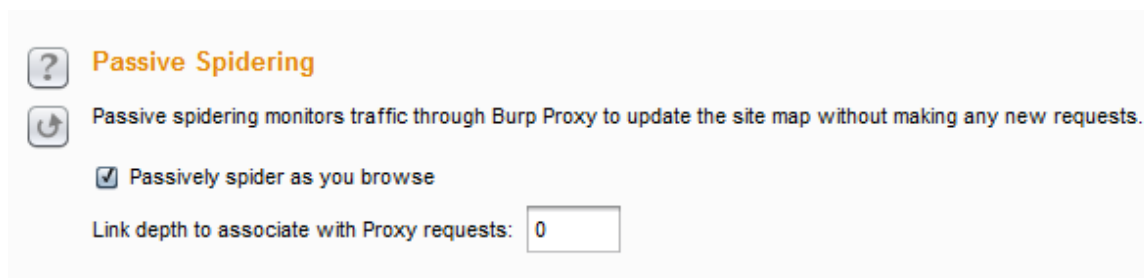 Passive Spidering
Passive spidering monitors traffic through Burp Proxy to update the site map without making any new requests.
Passively spider as you browse
Link depth to associate with Proxy requests: 0